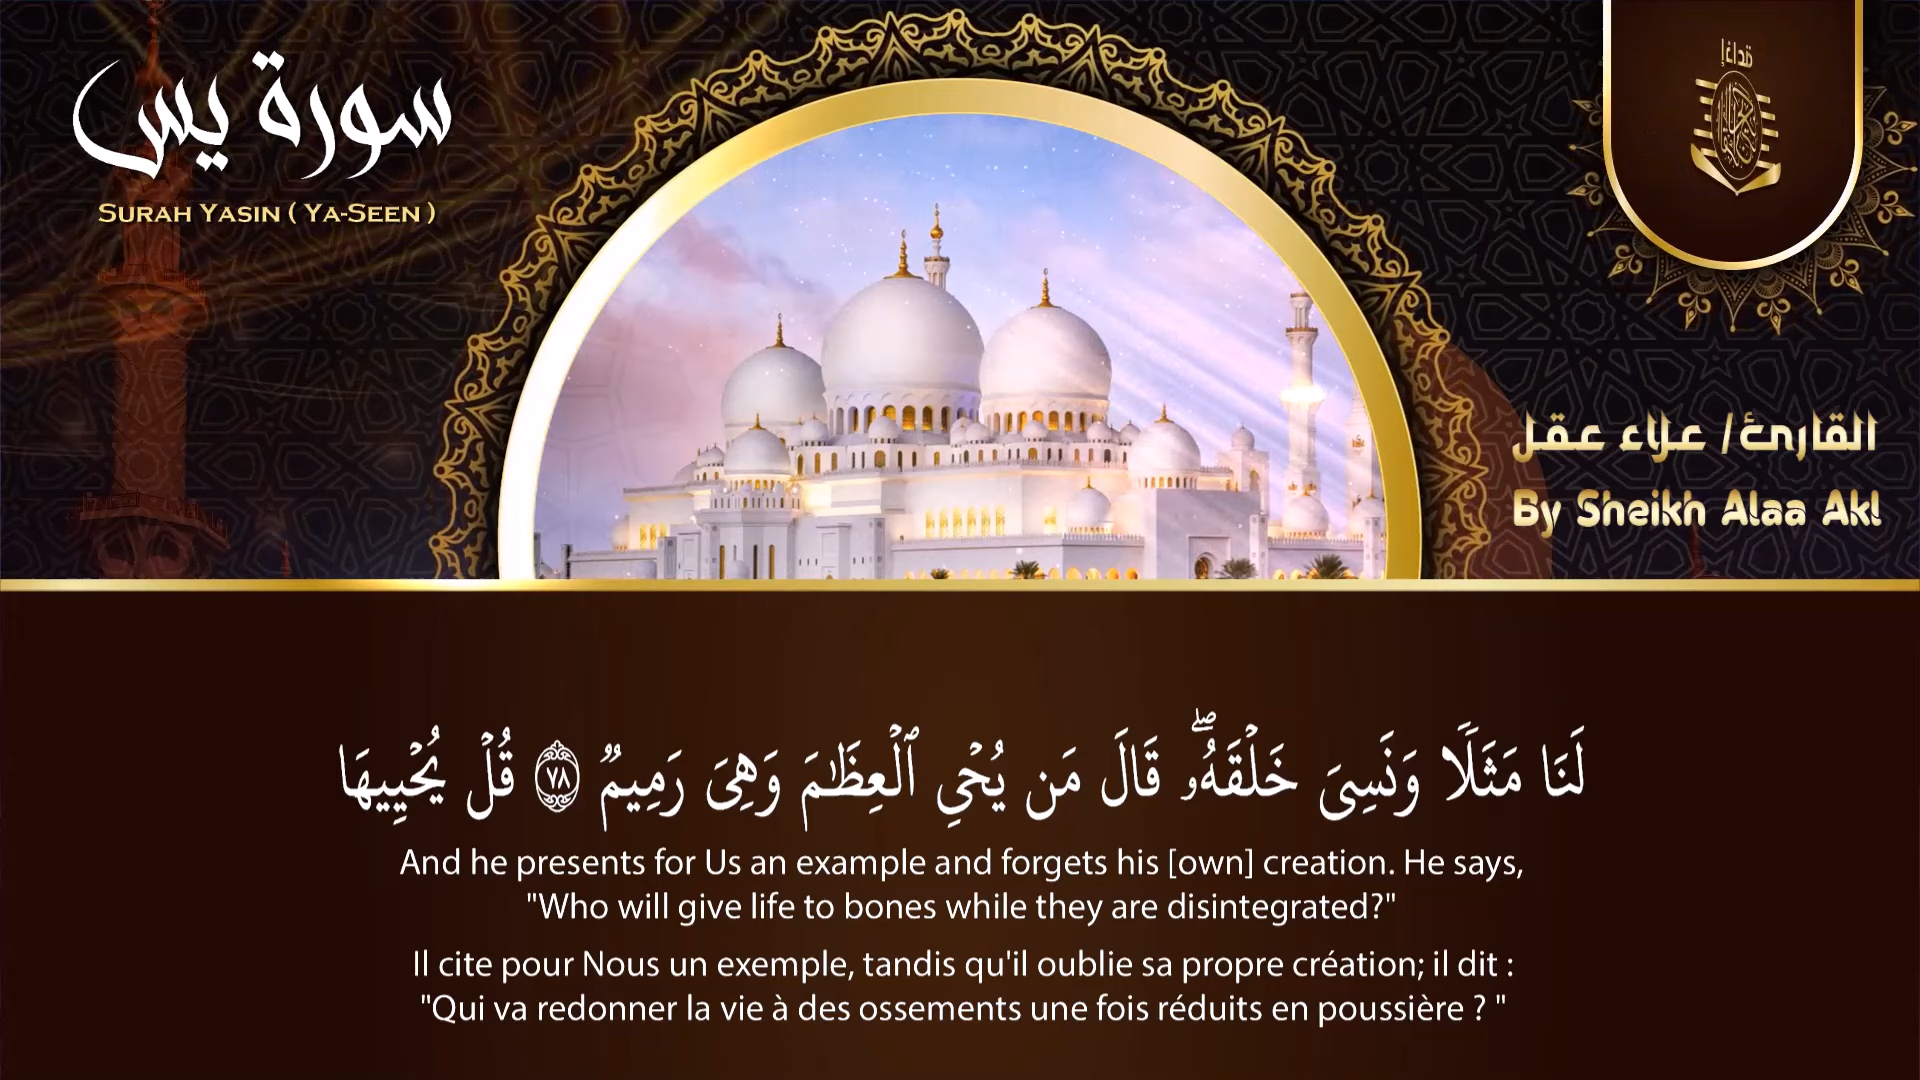 سورة يس
SURAH YASIN ( YA-SEEN )
القارئ/ علاء عقل
By Sheikh Alaa Akl
لَنَا مَثَلًا وَنَسِىَ خَلْقَهُۥ ۖ قَالَ مَن يُحْىِ ٱلْعِظَـٰمَ وَهِىَ رَمِيمٌ ٧٨ قُلْ يُحْيِيهَا
And he presents for Us an example and forgets his [own] creation. He says,
"Who will give life to bones while they are disintegrated?"
Il cite pour Nous un exemple, tandis qu'il oublie sa propre création; il dit :
"Qui va redonner la vie à des ossements une fois réduits en poussière ? "